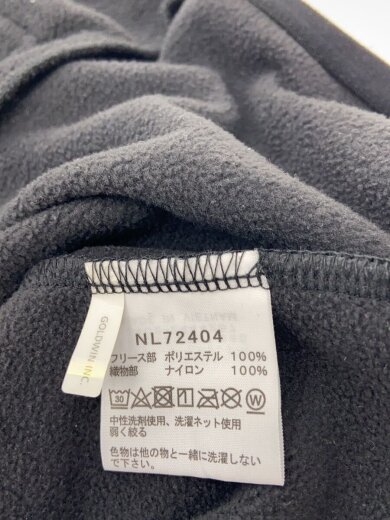 GOLDWIN INC.
NL72404
フリース部 ポリエステル 100%
織物部 ナイロン 100%
30
W
中性洗剤使用、洗濯ネット使用
弱く絞る
色物は他の物と一緒に洗濯しない
で下さい。